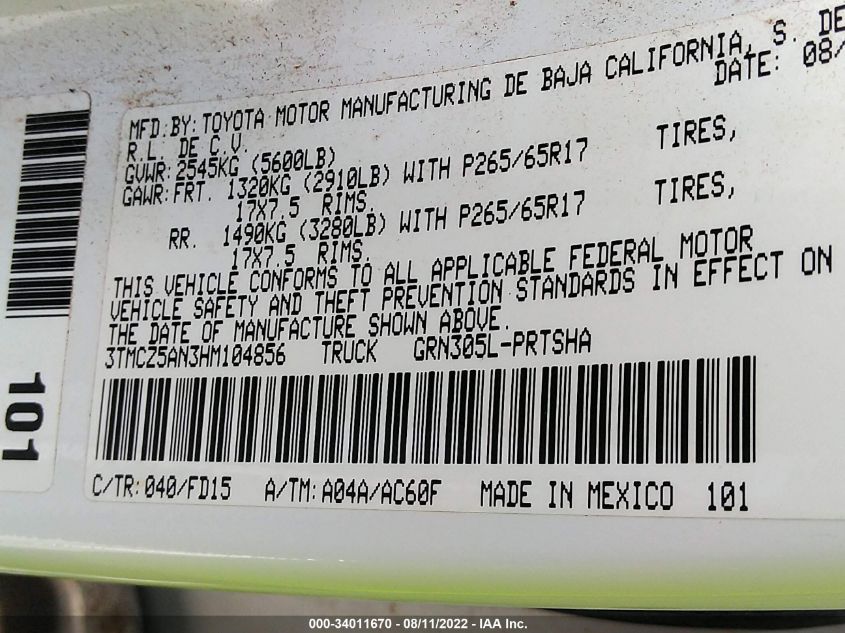 MFD.BY:TOYOTA MOTOR MANUFACTURING DE BAJA CALIFORNIA, S. DE
R.L. DE C.V. DATE: 08/
GVWR:2545KG (5600LB)
GAWR:FRT. 1320KG (2910LB) WITH P265/65R17 TIRES,
17X7.5 RIMS.
RR. 1490KG (3280LB) WITH P265/65R17 TIRES,
17X7.5 RIMS.
THIS VEHICLE CONFORMS TO ALL APPLICABLE FEDERAL MOTOR
VEHICLE SAFETY AND THEFT PREVENTION STANDARDS IN EFFECT ON
THE DATE OF MANUFACTURE SHOWN ABOVE.
3TMCZ5AN3HM104856 TRUCK GRN305L-PRTSHA
C/TR:040/FD15 A/TM:A04A/AC60F MADE IN MEXICO 101
101
000-34011670 - 08/11/2022 - IAA Inc.